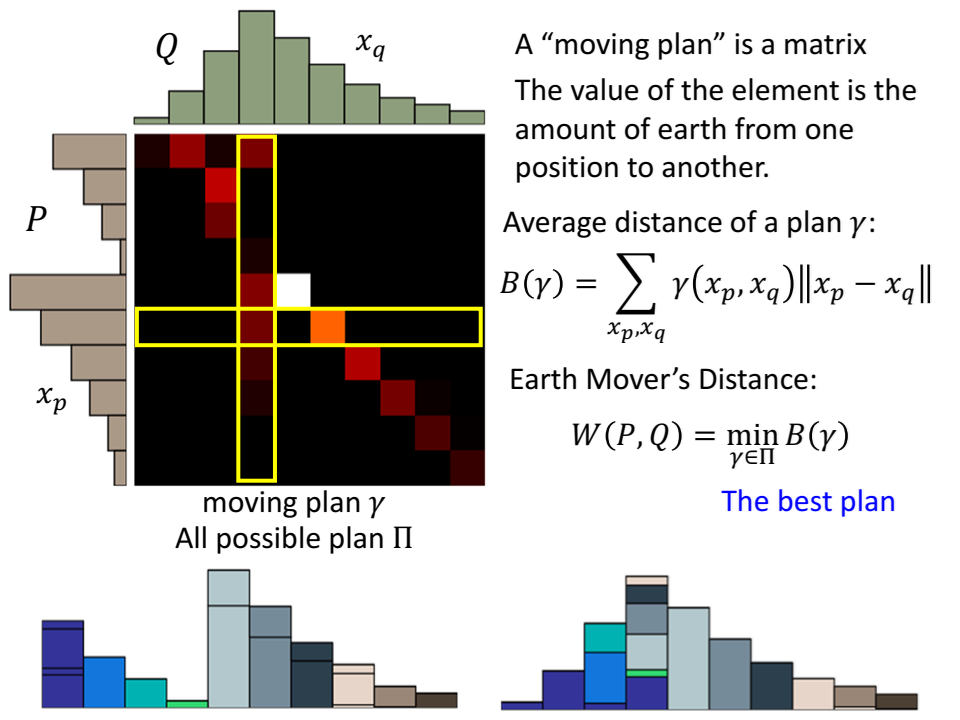 Q
x_q
A “moving plan” is a matrix
The value of the element is the
amount of earth from one
position to another.
P
Average distance of a plan γ:
B(γ) = ∑_{x_p,x_q} γ(x_p, x_q)‖x_p − x_q‖
x_p
Earth Mover’s Distance:
W(P, Q) = min_{γ∈Π} B(γ)
moving plan γ
The best plan
All possible plan Π